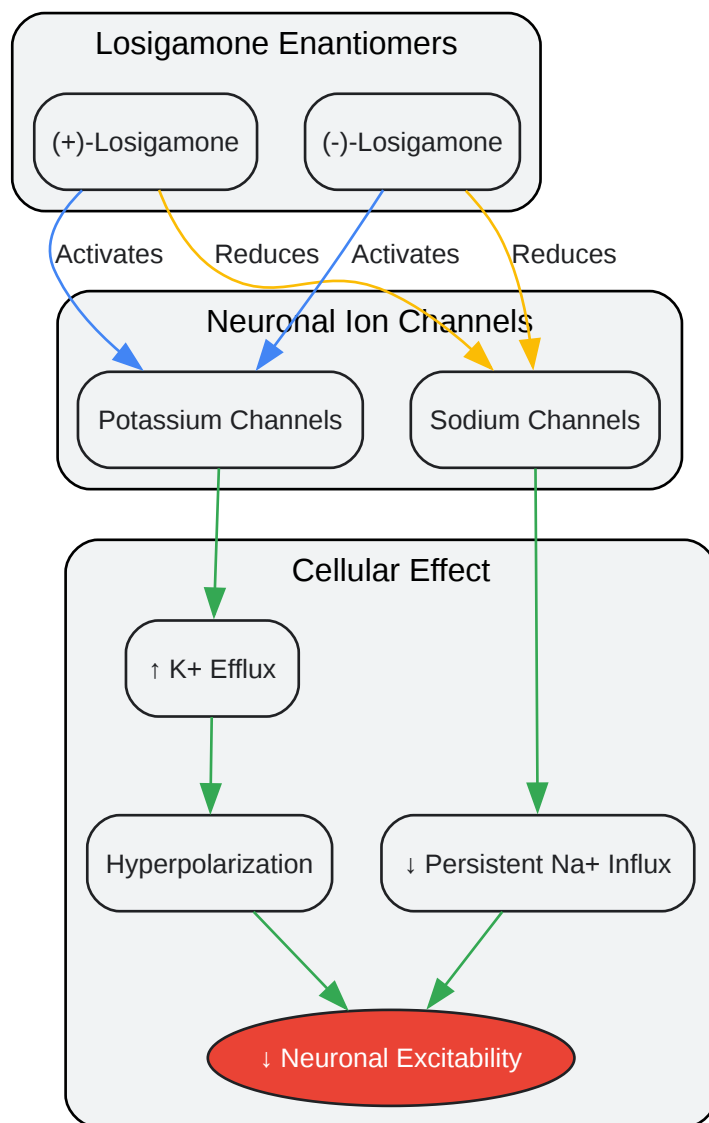 Losigamone Enantiomers
(+)-Losigamone
(-)-Losigamone
Activates
Reduces
Activates
Reduces
Neuronal Ion Channels
Potassium Channels
Sodium Channels
Cellular Effect
↑ K+ Efflux
Hyperpolarization
↓ Persistent Na+ Influx
↓ Neuronal Excitability